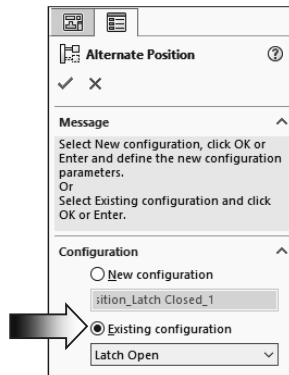 Alternate Position
Message
Select New configuration, click OK or
Enter and define the new configuration
parameters.
Or
Select Existing configuration and click
OK or Enter.
Configuration
New configuration
sition_Latch Closed_1
Existing configuration
Latch Open